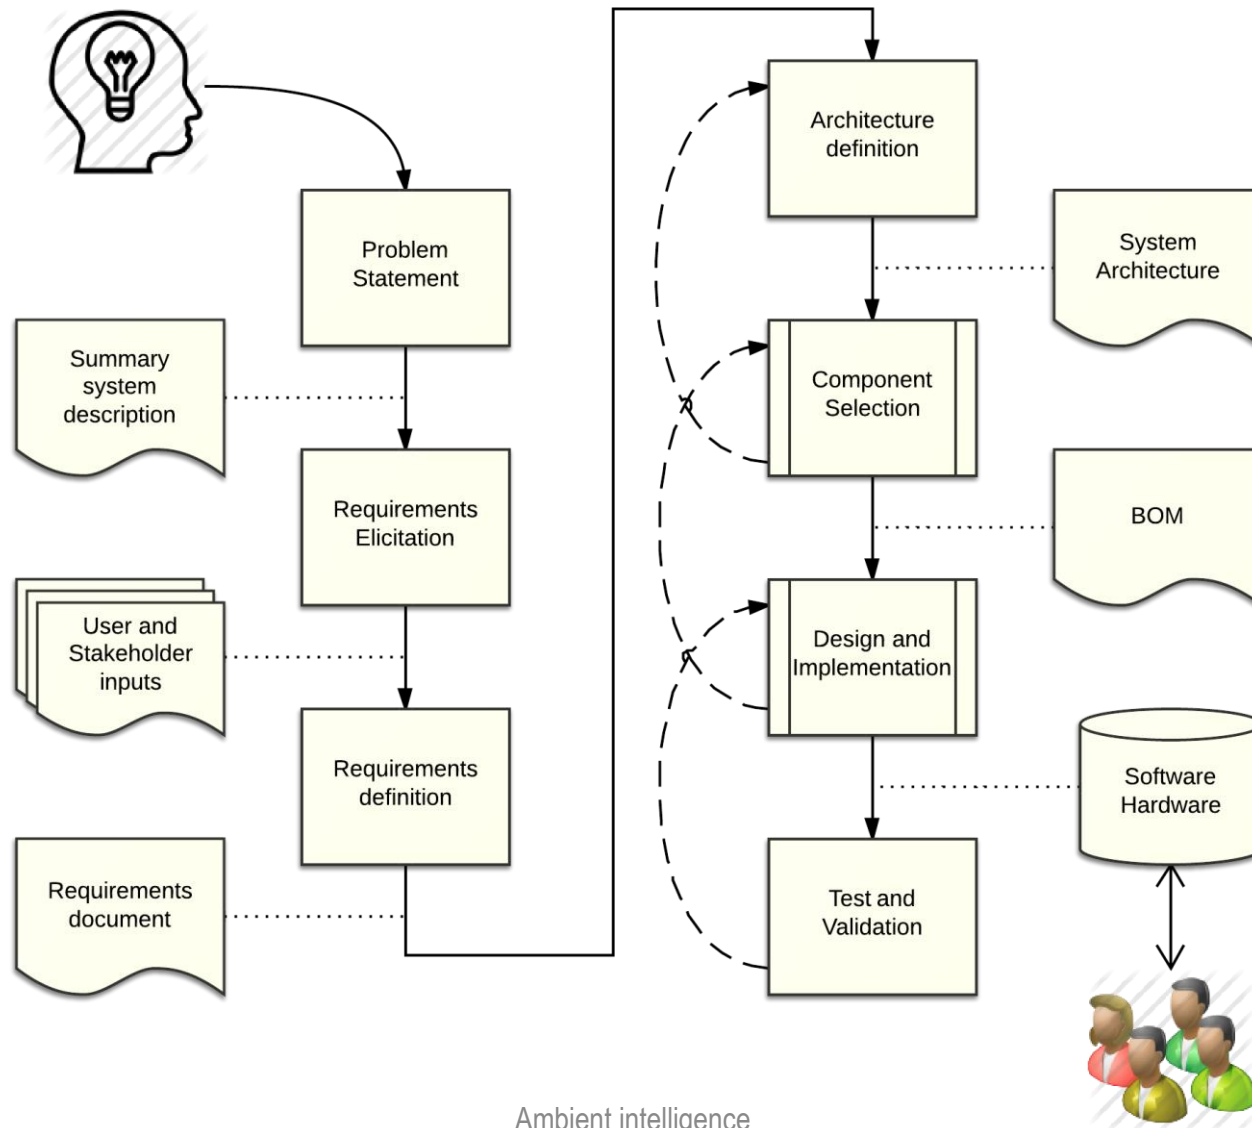 Problem
Statement
Summary
system
description
Requirements
Elicitation
User and
Stakeholder
inputs
Requirements
definition
Requirements
document
Architecture
definition
System
Architecture
Component
Selection
BOM
Design and
Implementation
Software
Hardware
Test and
Validation
Ambient intelligence